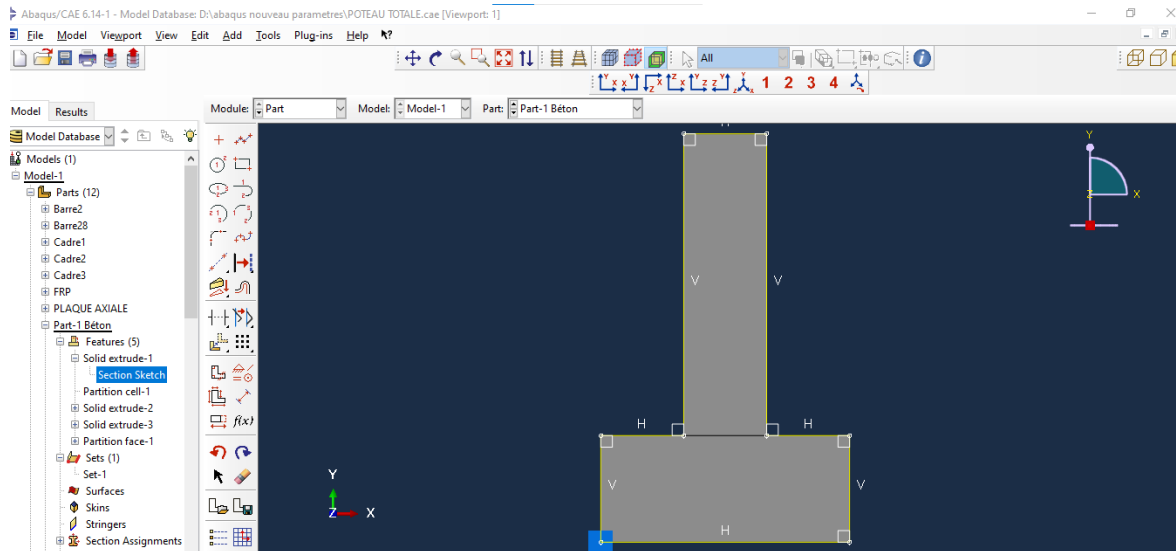 Abaqus/CAE 6.14-1 - Model Database: D:\abaqus nouveau parametres\POTEAU TOTALE.cae [Viewport: 1]
File Model Viewport View Edit Add Tools Plug-ins Help
All
1 2 3 4
Model Results
Module: Part Model: Model-1 Part: Part-1 Béton
Model Database
Models (1)
Model-1
Parts (12)
Barre2
Barre28
Cadre1
Cadre2
Cadre3
FRP
PLAQUE AXIALE
Part-1 Béton
Features (5)
Solid extrude-1
Section Sketch
Partition cell-1
Solid extrude-2
Solid extrude-3
Partition face-1
Sets (1)
Set-1
Surfaces
Skins
Stringers
Section Assignments
f(x)
Y
X
Z
V V
H H
V V
H
Y
Z X